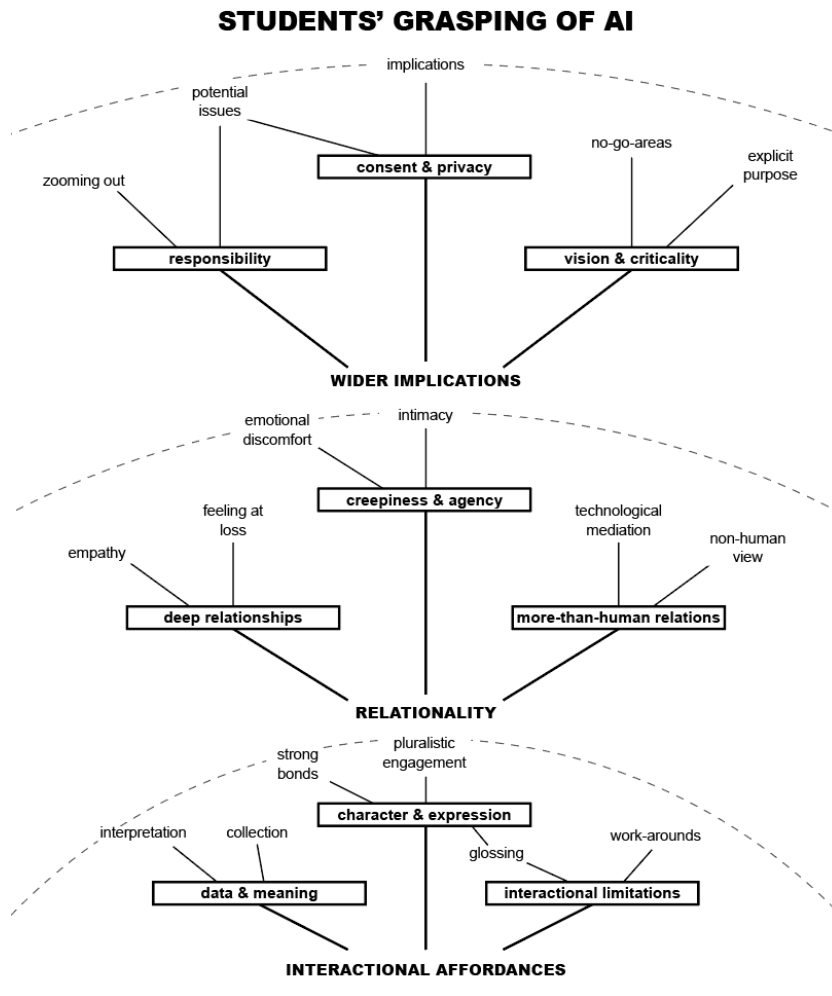 STUDENTS' GRASPING OF AI
implications
potential
issues
consent & privacy
no-go-areas
explicit
purpose
zooming out
responsibility
vision & criticality
WIDER IMPLICATIONS
emotional
discomfort
intimacy
creepiness & agency
feeling at
loss
technological
mediation
empathy
non-human
view
deep relationships
more-than-human relations
RELATIONALITY
strong
bonds
pluralistic
engagement
character & expression
interpretation
collection
glossing
work-arounds
data & meaning
interactional limitations
INTERACTIONAL AFFORDANCES